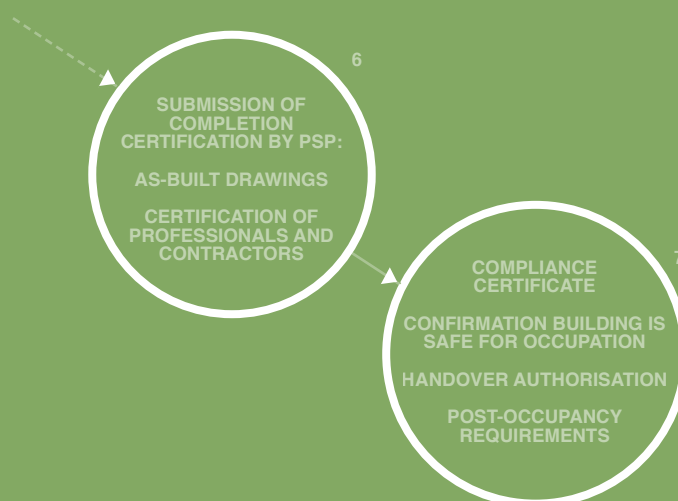 6
SUBMISSION OF
COMPLETION
CERTIFICATION BY PSP:
AS-BUILT DRAWINGS
CERTIFICATION OF
PROFESSIONALS AND
CONTRACTORS
7
COMPLIANCE
CERTIFICATE
CONFIRMATION BUILDING IS
SAFE FOR OCCUPATION
HANDOVER AUTHORISATION
POST-OCCUPANCY
REQUIREMENTS